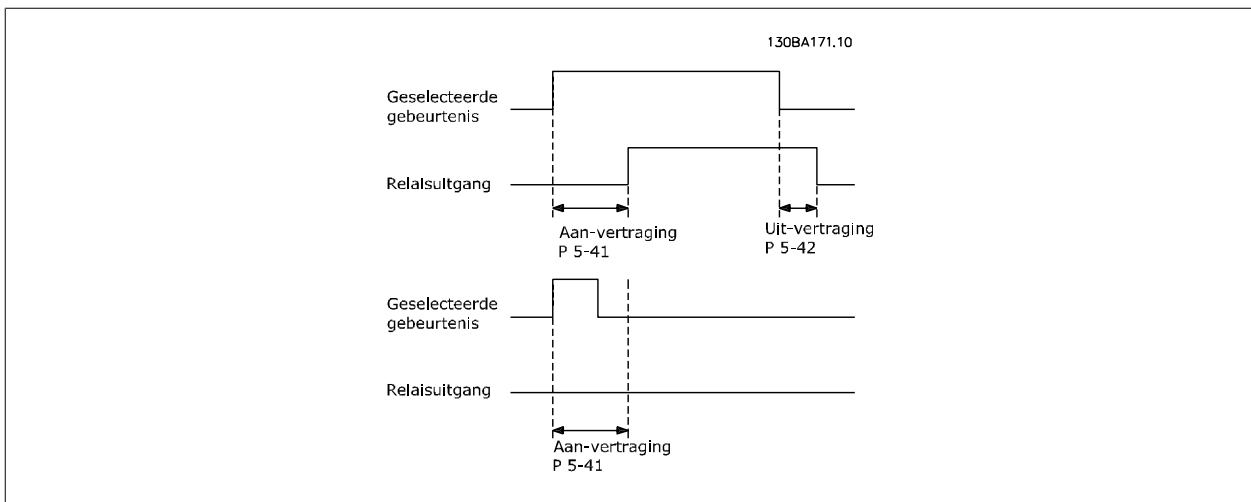 130BA171.10
Geselecteerde
gebeurtenis
Relaisuitgang
Aan-vertraging
P 5-41
Uit-vertraging
P 5-42
Geselecteerde
gebeurtenis
Relaisuitgang
Aan-vertraging
P 5-41